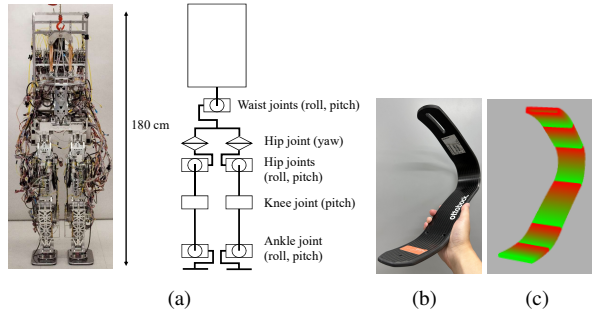 180 cm
Waist joints (roll, pitch)
Hip joint (yaw)
Hip joints
(roll, pitch)
Knee joint (pitch)
Ankle joint
(roll, pitch)
ottobock.
(a)
(b)
(c)